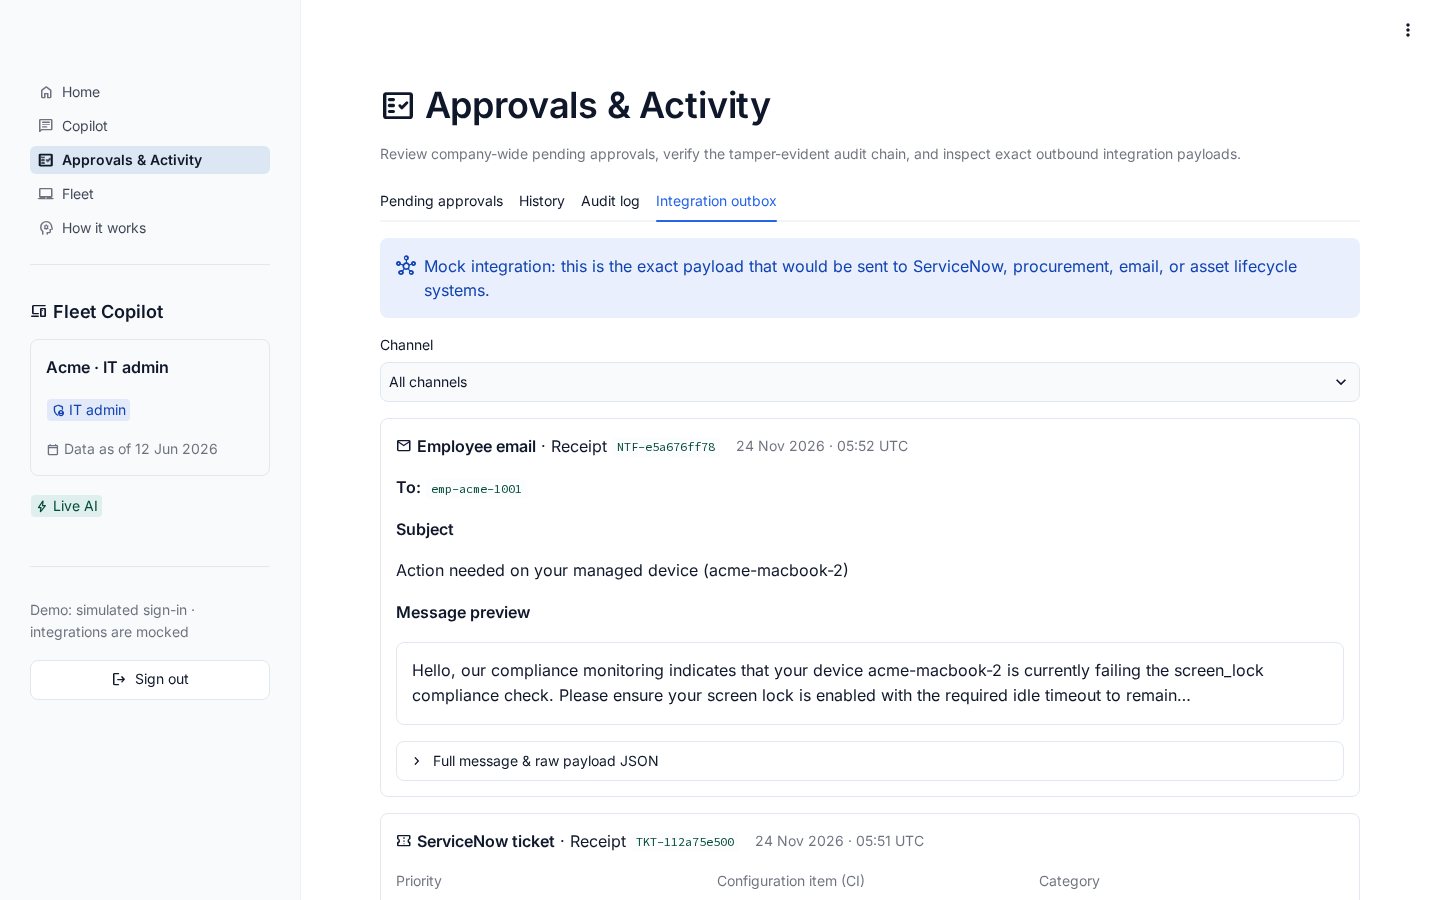 Home
Copilot
Approvals & Activity
Fleet
How it works
Fleet Copilot
Acme · IT admin
IT admin
Data as of 12 Jun 2026
Live AI
Demo: simulated sign-in ·
integrations are mocked
Sign out
Approvals & Activity
Review company-wide pending approvals, verify the tamper-evident audit chain, and inspect exact outbound integration payloads.
Pending approvals History Audit log Integration outbox
Mock integration: this is the exact payload that would be sent to ServiceNow, procurement, email, or asset lifecycle
systems.
Channel
All channels
Employee email · Receipt NTF-e5a676ff78 24 Nov 2026 · 05:52 UTC
To: emp-acme-1001
Subject
Action needed on your managed device (acme-macbook-2)
Message preview
Hello, our compliance monitoring indicates that your device acme-macbook-2 is currently failing the screen_lock
compliance check. Please ensure your screen lock is enabled with the required idle timeout to remain…
Full message & raw payload JSON
ServiceNow ticket · Receipt TKT-112a75e500 24 Nov 2026 · 05:51 UTC
Priority Configuration item (CI) Category